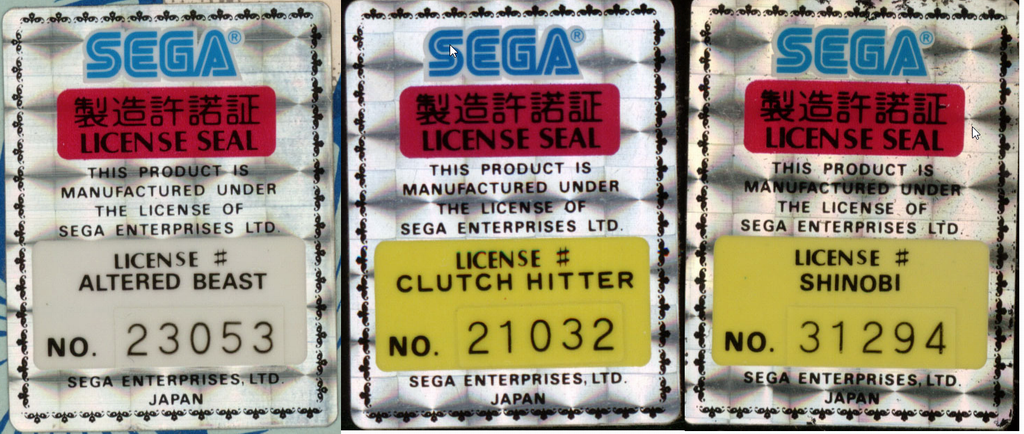 SEGA®
製造許諾証
LICENSE SEAL
THIS PRODUCT IS
MANUFACTURED UNDER
THE LICENSE OF
SEGA ENTERPRISES LTD.
LICENSE #
ALTERED BEAST
NO. 23053
SEGA ENTERPRISES, LTD.
JAPAN
SEGA®
製造許諾証
LICENSE SEAL
THIS PRODUCT IS
MANUFACTURED UNDER
THE LICENSE OF
SEGA ENTERPRISES LTD.
LICENSE #
CLUTCH HITTER
NO. 21032
SEGA ENTERPRISES, LTD.
JAPAN
SEGA®
製造許諾証
LICENSE SEAL
THIS PRODUCT IS
MANUFACTURED UNDER
THE LICENSE OF
SEGA ENTERPRISES LTD.
LICENSE #
SHINOBI
NO. 31294
SEGA ENTERPRISES, LTD.
JAPAN